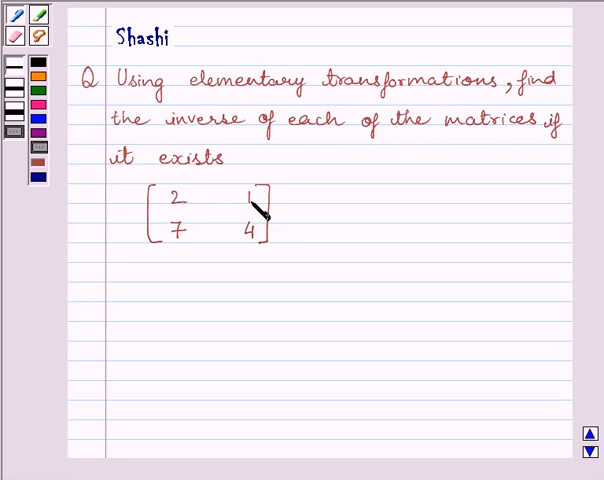 Shashi
Q Using elementary transformations, find
the inverse of each of the matrices if
it exists
2 1
7 4